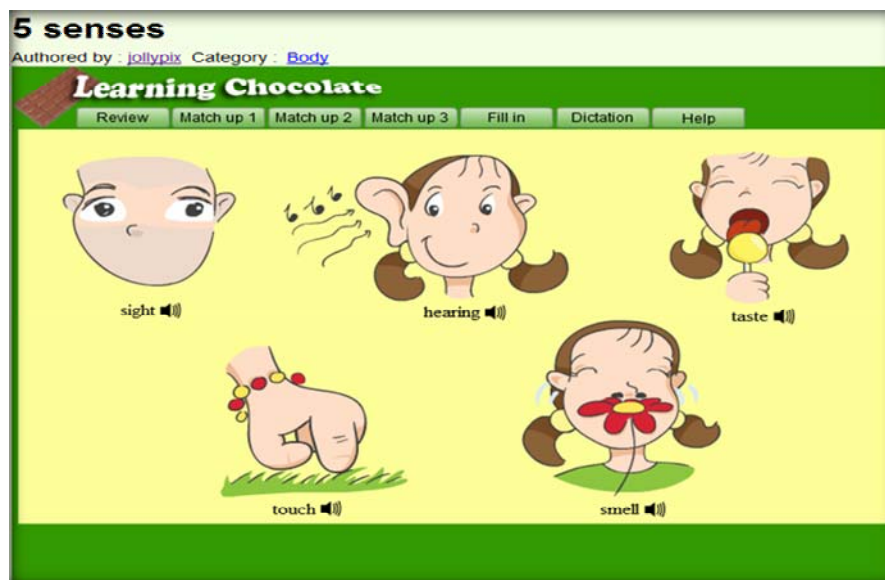 5 senses
Authored by : jollypix Category : Body
Learning Chocolate
Review Match up 1 Match up 2 Match up 3 Fill in Dictation Help
sight
hearing
taste
touch
smell